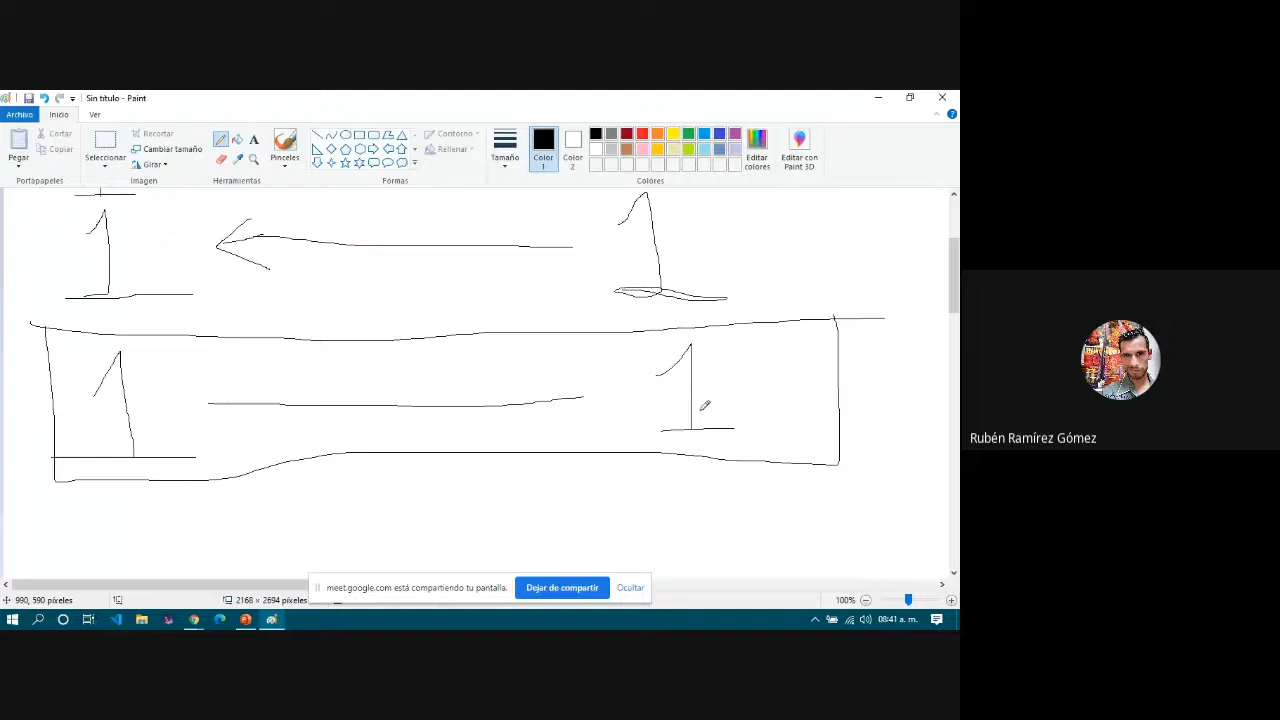 Sin título - Paint
Archivo Inicio Ver
Pegar Cortar Copiar
Portapapeles
Seleccionar Recortar Cambiar tamaño Girar
Imagen
A
Herramientas
Pinceles
Contorno
Rellenar
Formas
Tamaño
Color 1
Color 2
Editar colores
Editar con Paint 3D
Colores
1 1
1 1
Rubén Ramírez Gómez
meet.google.com está compartiendo tu pantalla. Dejar de compartir Ocultar
990, 590 píxeles 2168 × 2694 píxeles 100%
08:41 a. m.